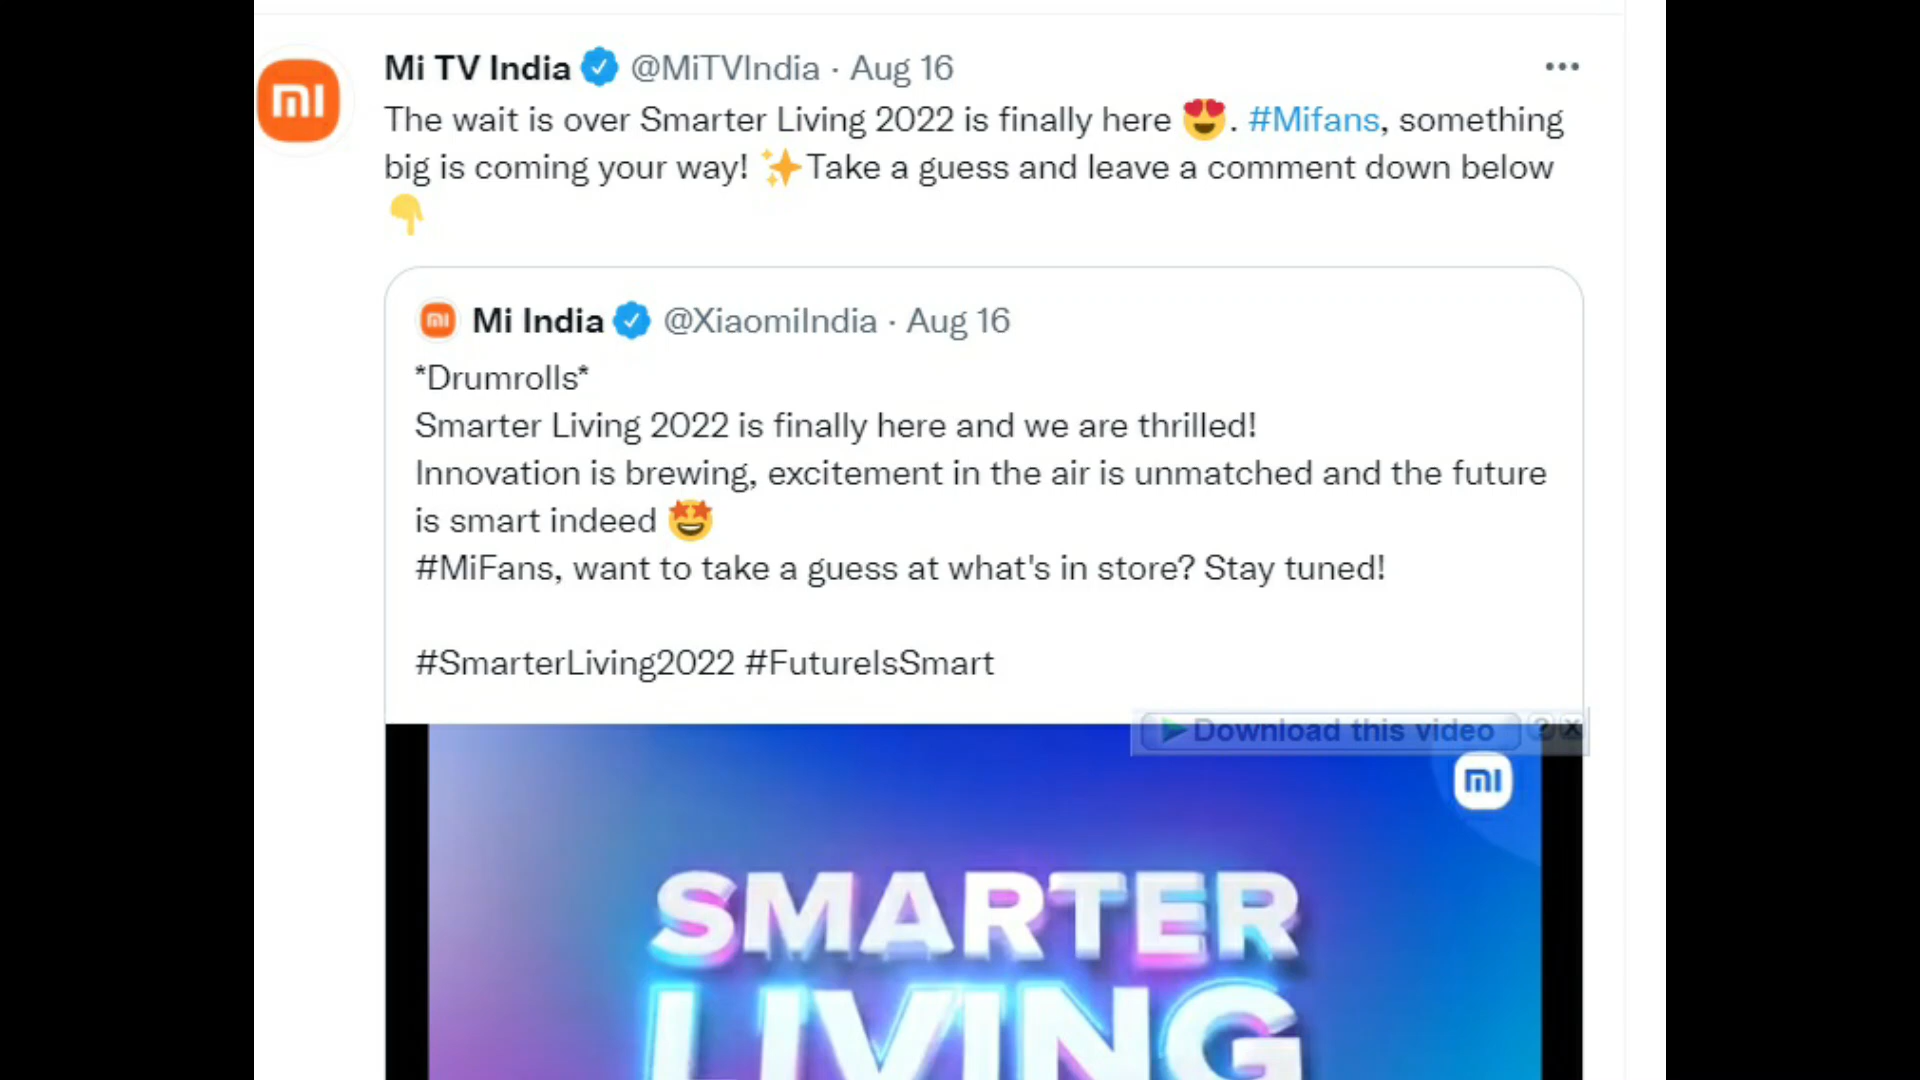 Mi TV India @MiTVIndia · Aug 16
The wait is over Smarter Living 2022 is finally here 😍. #Mifans, something
big is coming your way! ✨Take a guess and leave a comment down below
👇
Mi India @XiaomiIndia · Aug 16
*Drumrolls*
Smarter Living 2022 is finally here and we are thrilled!
Innovation is brewing, excitement in the air is unmatched and the future
is smart indeed 🤩
#MiFans, want to take a guess at what's in store? Stay tuned!
#SmarterLiving2022 #FutureIsSmart
Download this video ? X
mi
SMARTER
LIVING